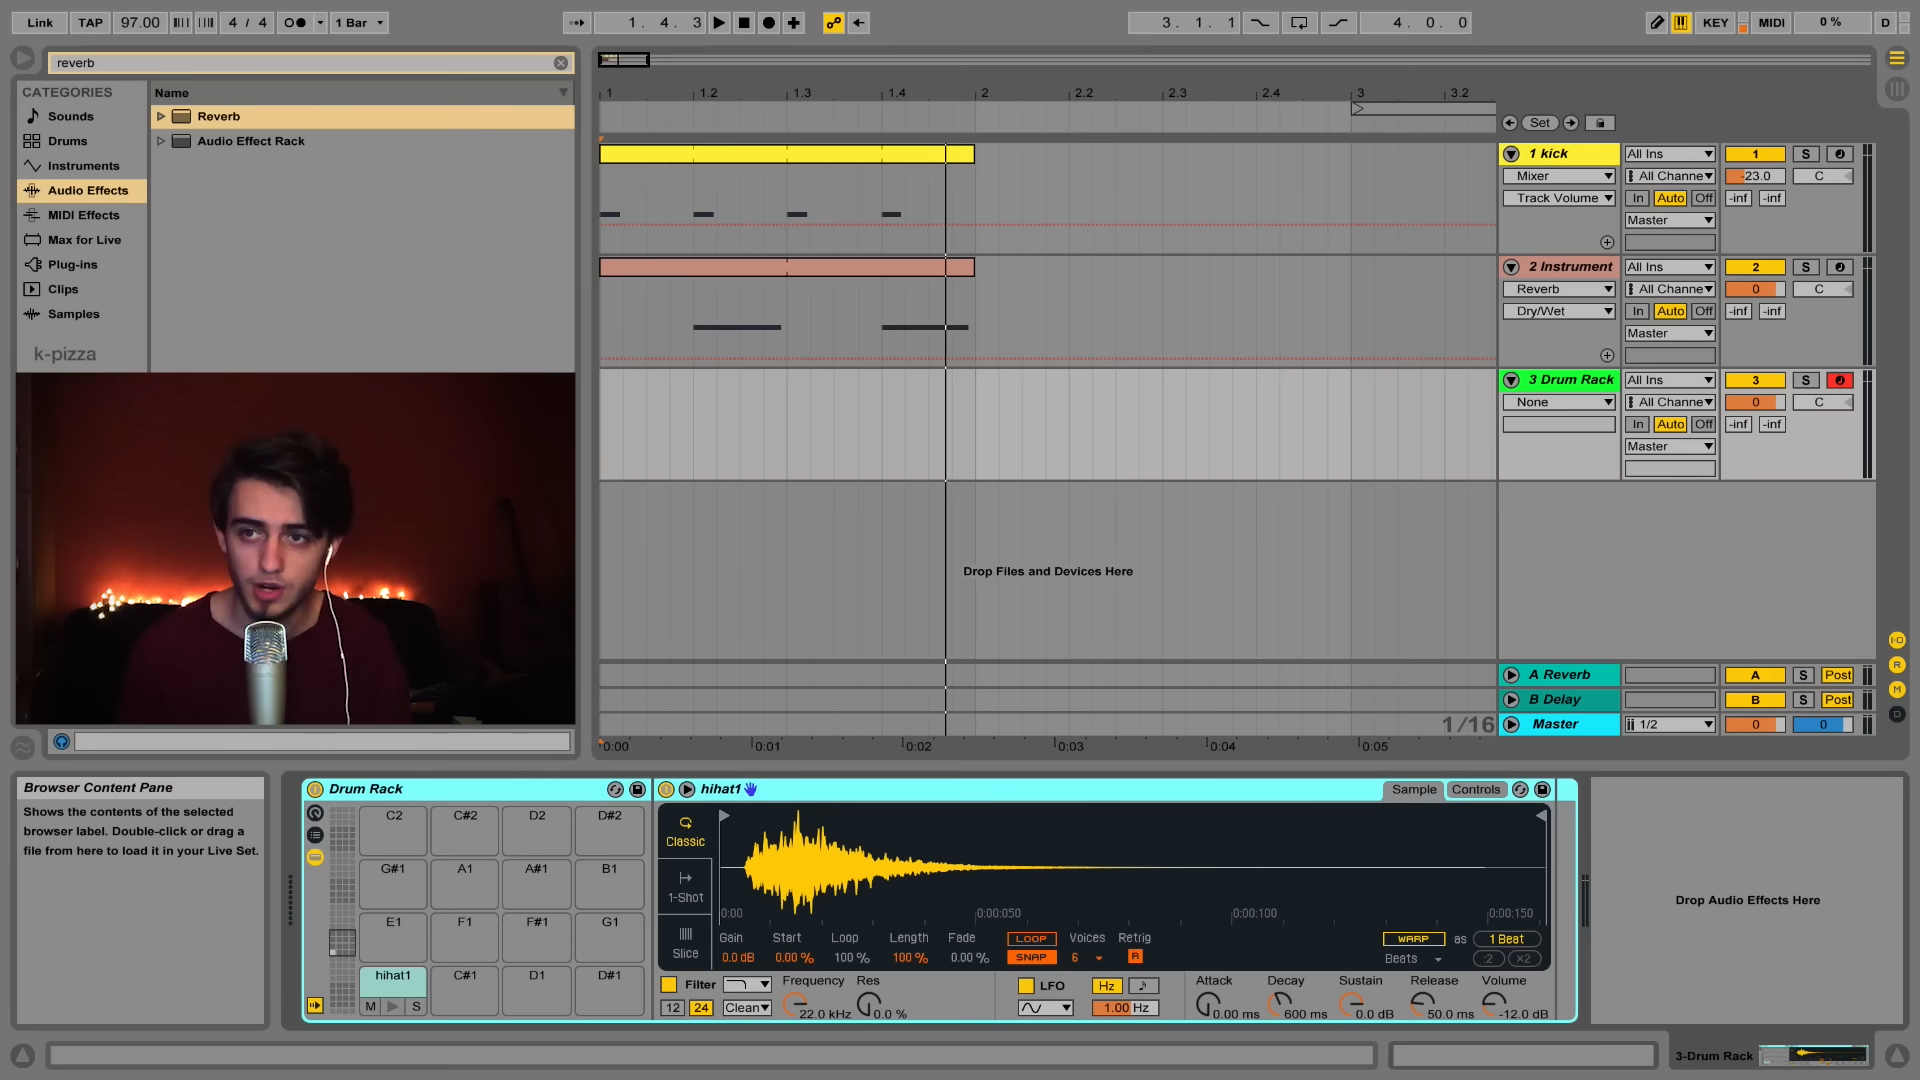 Link TAP 97.00 4 / 4 1 Bar 1. 4. 3 3. 1. 1 4. 0. 0 KEY MIDI 0 % D
reverb
CATEGORIES
Sounds
Drums
Instruments
Audio Effects
MIDI Effects
Max for Live
Plug-ins
Clips
Samples
k-pizza
Name
Reverb
Audio Effect Rack
1 1.2 1.3 1.4 2 2.2 2.3 2.4 3 3.2
Set
1 kick All Ins 1 S
Mixer All Channe -23.0 C
Track Volume In Auto Off -inf -inf
Master
2 Instrument All Ins 2 S
Reverb All Channe 0 C
Dry/Wet In Auto Off -inf -inf
Master
3 Drum Rack All Ins 3 S
None All Channe 0 C
In Auto Off -inf -inf
Master
Drop Files and Devices Here
A Reverb A S Post
B Delay B S Post
1/16 Master 1/2 0 0
I·O
R
M
D
0:00 0:01 0:02 0:03 0:04 0:05
Browser Content Pane
Shows the contents of the selected
browser label. Double-click or drag a
file from here to load it in your Live Set.
Drum Rack
C2 C#2 D2 D#2
G#1 A1 A#1 B1
E1 F1 F#1 G1
hihat1 C#1 D1 D#1
M S
hihat1 Sample Controls
Classic
1-Shot
Slice
0:00 0:00:050 0:00:100 0:00:150
Gain Start Loop Length Fade LOOP Voices Retrig WARP as 1 Beat
0.0 dB 0.00 % 100 % 100 % 0.00 % SNAP 6 R Beats :2 ×2
Filter Frequency Res LFO Hz Attack Decay Sustain Release Volume
12 24 Clean 22.0 kHz 0.0 % 1.00 Hz 0.00 ms 600 ms 0.0 dB 50.0 ms -12.0 dB
Drop Audio Effects Here
3-Drum Rack